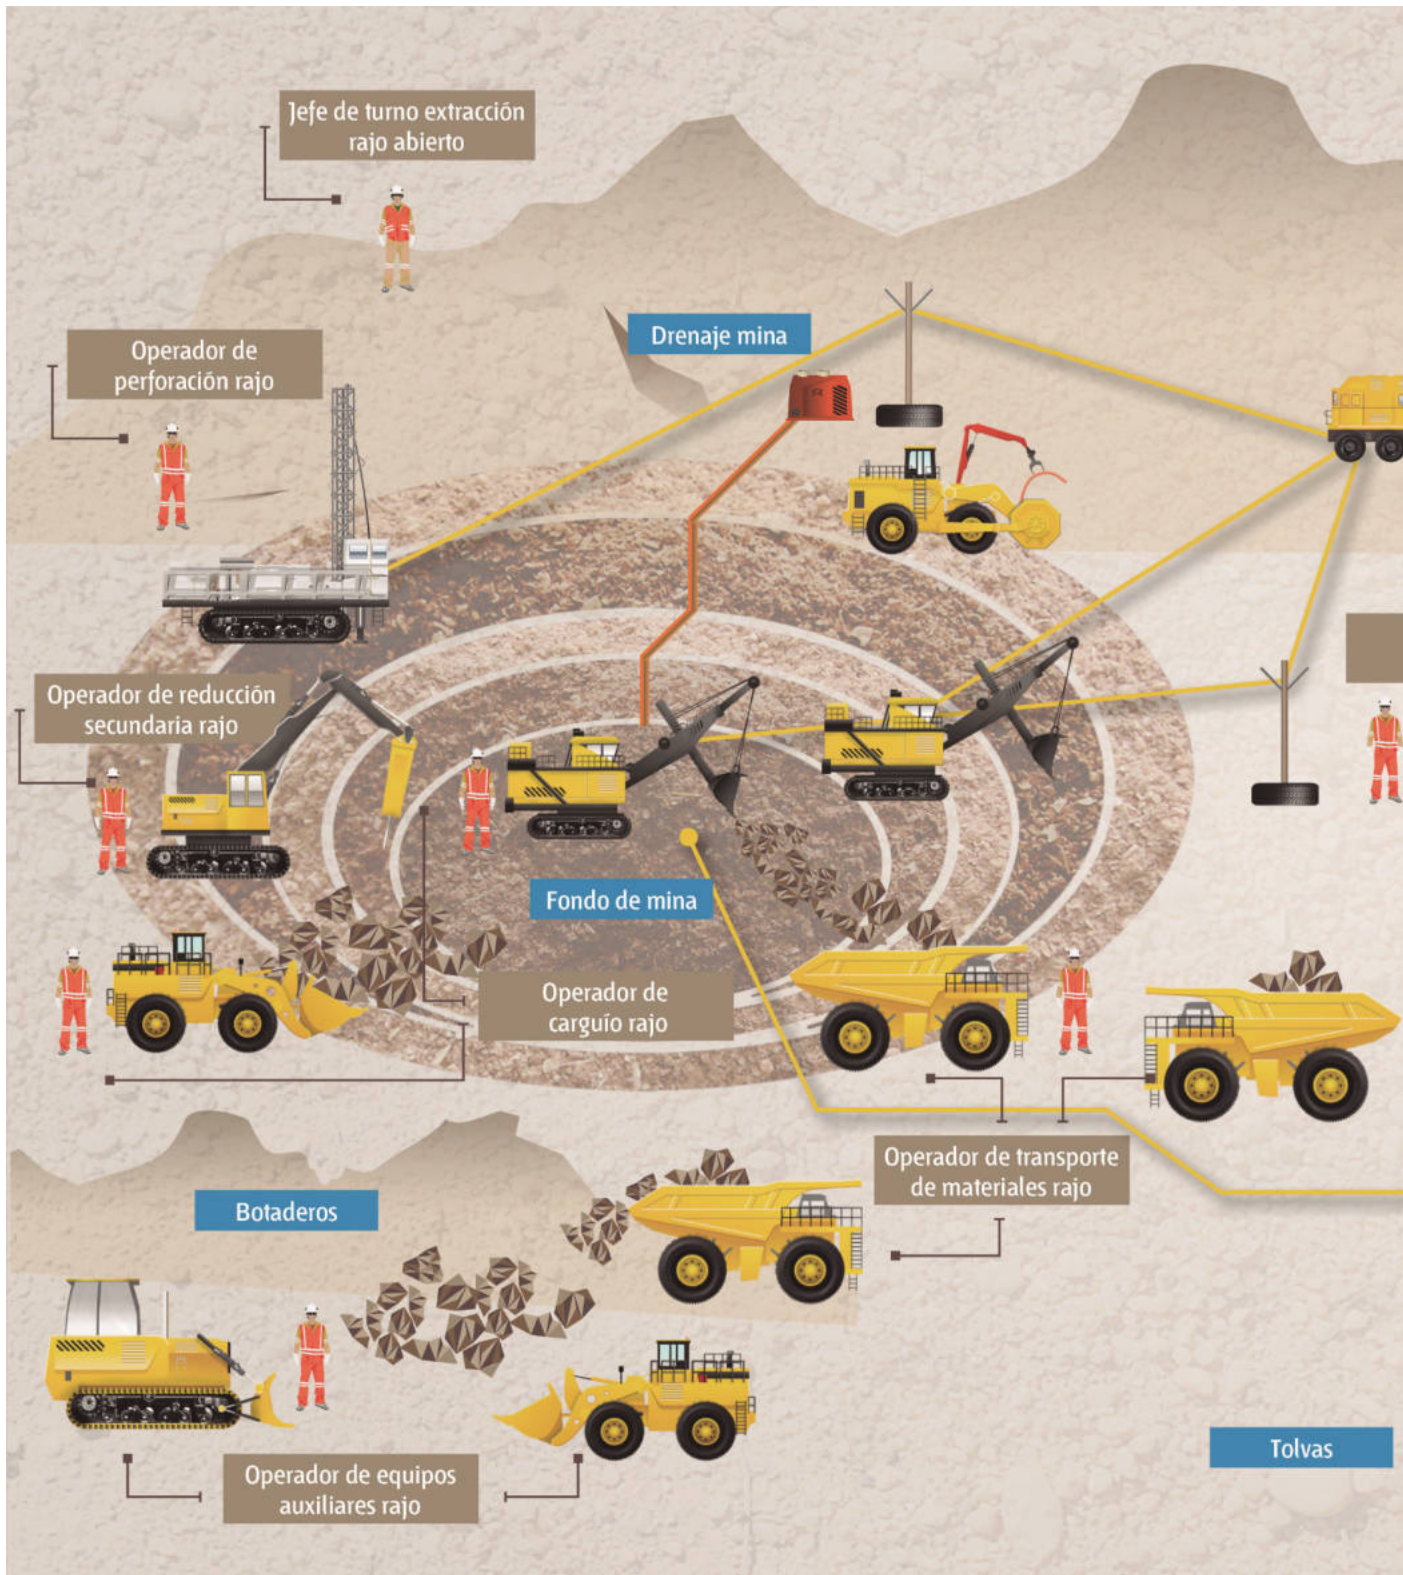 Jefe de turno extracción
rajo abierto
Drenaje mina
Operador de
perforación rajo
Operador de reducción
secundaria rajo
Fondo de mina
Operador de
carguío rajo
Operador de transporte
de materiales rajo
Botaderos
Tolvas
Operador de equipos
auxiliares rajo